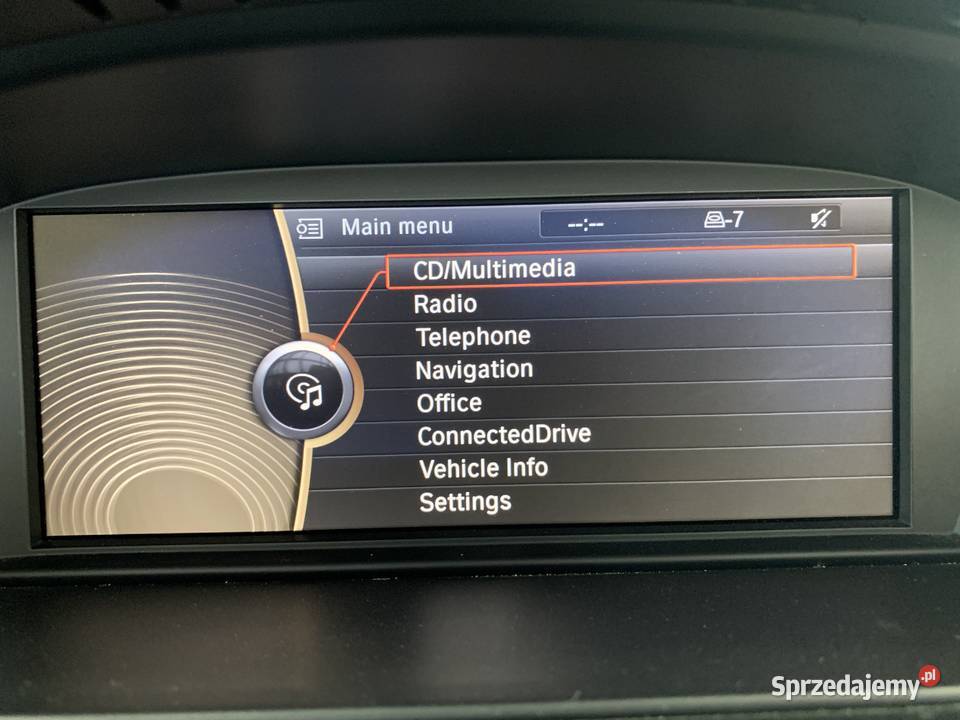 Main menu --:-- -7
CD/Multimedia
Radio
Telephone
Navigation
Office
ConnectedDrive
Vehicle Info
Settings
Sprzedajemy.pl